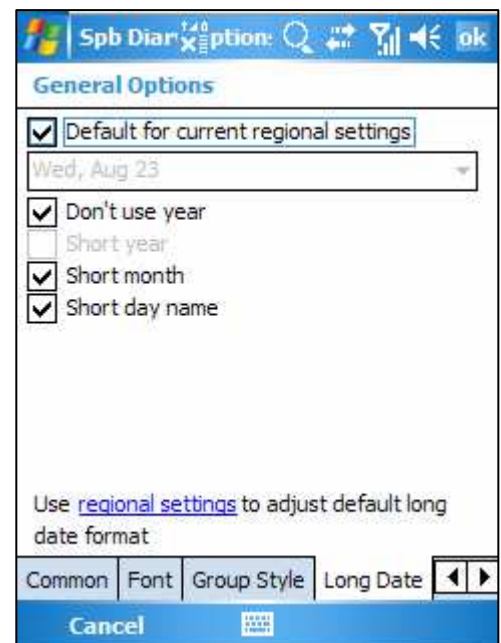 Spb Diar ption: ok
General Options
Default for current regional settings
Wed, Aug 23
Don't use year
Short year
Short month
Short day name
Use regional settings to adjust default long
date format
Common Font Group Style Long Date
Cancel